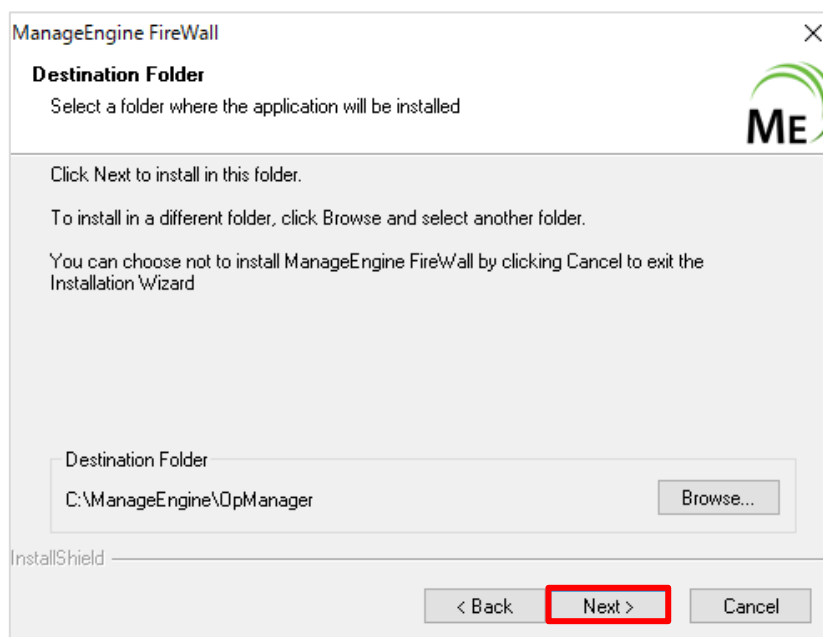 ManageEngine FireWall
Destination Folder
Select a folder where the application will be installed
ME
Click Next to install in this folder.
To install in a different folder, click Browse and select another folder.
You can choose not to install ManageEngine FireWall by clicking Cancel to exit the
Installation Wizard
Destination Folder
C:\ManageEngine\OpManager
Browse...
InstallShield
< Back
Next >
Cancel